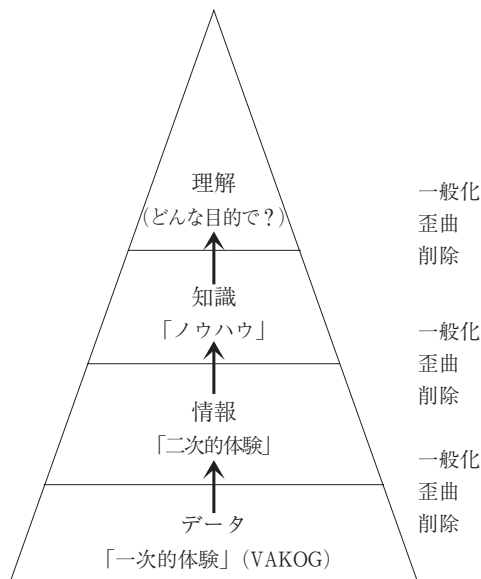 理解
(どんな目的で？)
一般化
歪曲
削除
知識
「ノウハウ」
一般化
歪曲
削除
情報
「二次的体験」
一般化
歪曲
削除
データ
「一次的体験」(VAKOG)